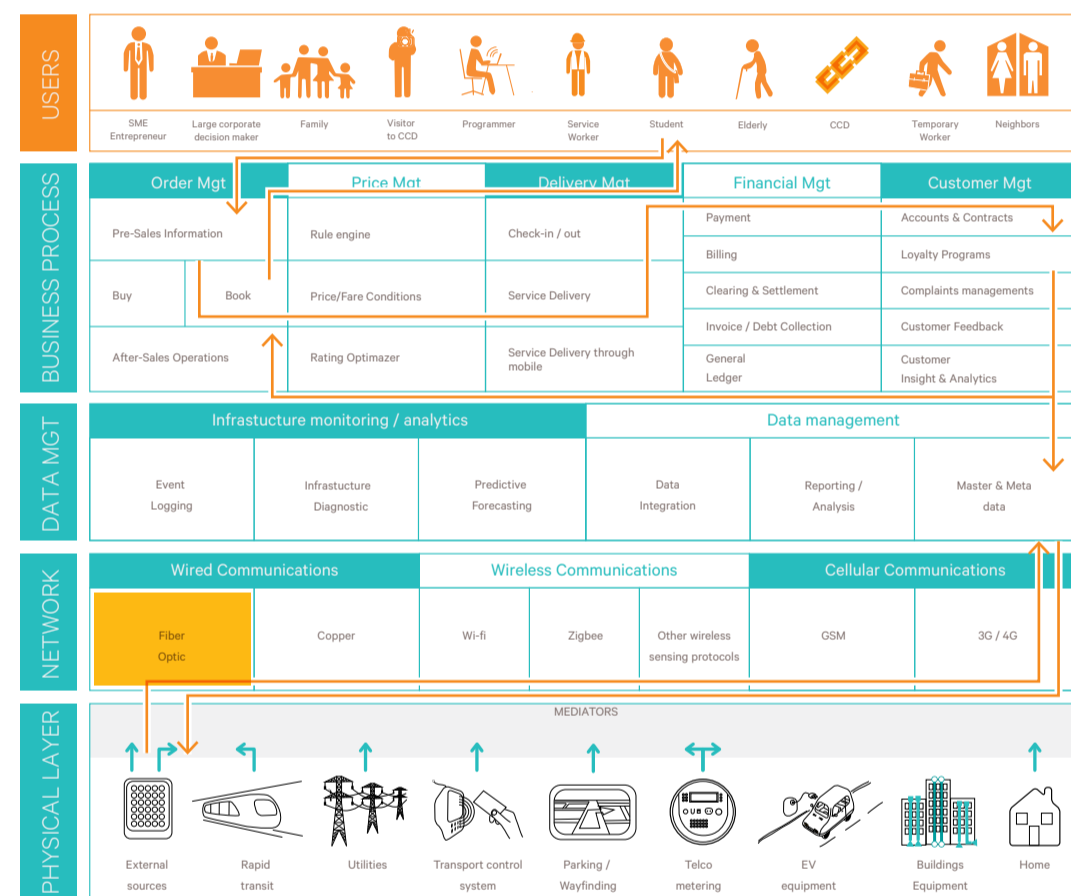 USERS
SME
Entrepreneur
Large corporate
decision maker
Family
Visitor
to CCD
Programmer
Service
Worker
Student
Elderly
CCD
Temporary
Worker
Neighbors
BUSINESS PROCESS
Order Mgt
Price Mgt
Delivery Mgt
Financial Mgt
Customer Mgt
Pre-Sales Information
Rule engine
Check-in / out
Payment
Accounts & Contracts
Billing
Loyalty Programs
Buy
Book
Price/Fare Conditions
Service Delivery
Clearing & Settlement
Complaints managements
Invoice / Debt Collection
Customer Feedback
After-Sales Operations
Rating Optimazer
Service Delivery through
mobile
General
Ledger
Customer
Insight & Analytics
DATA MGT
Infrastucture monitoring / analytics
Data management
Event
Logging
Infrastucture
Diagnostic
Predictive
Forecasting
Data
Integration
Reporting /
Analysis
Master & Meta
data
NETWORK
Wired Communications
Wireless Communications
Cellular Communications
Fiber
Optic
Copper
Wi-fi
Zigbee
Other wireless
sensing protocols
GSM
3G / 4G
PHYSICAL LAYER
MEDIATORS
External
sources
Rapid
transit
Utilities
Transport control
system
Parking /
Wayfinding
Telco
metering
EV
equipment
Buildings
Equipment
Home